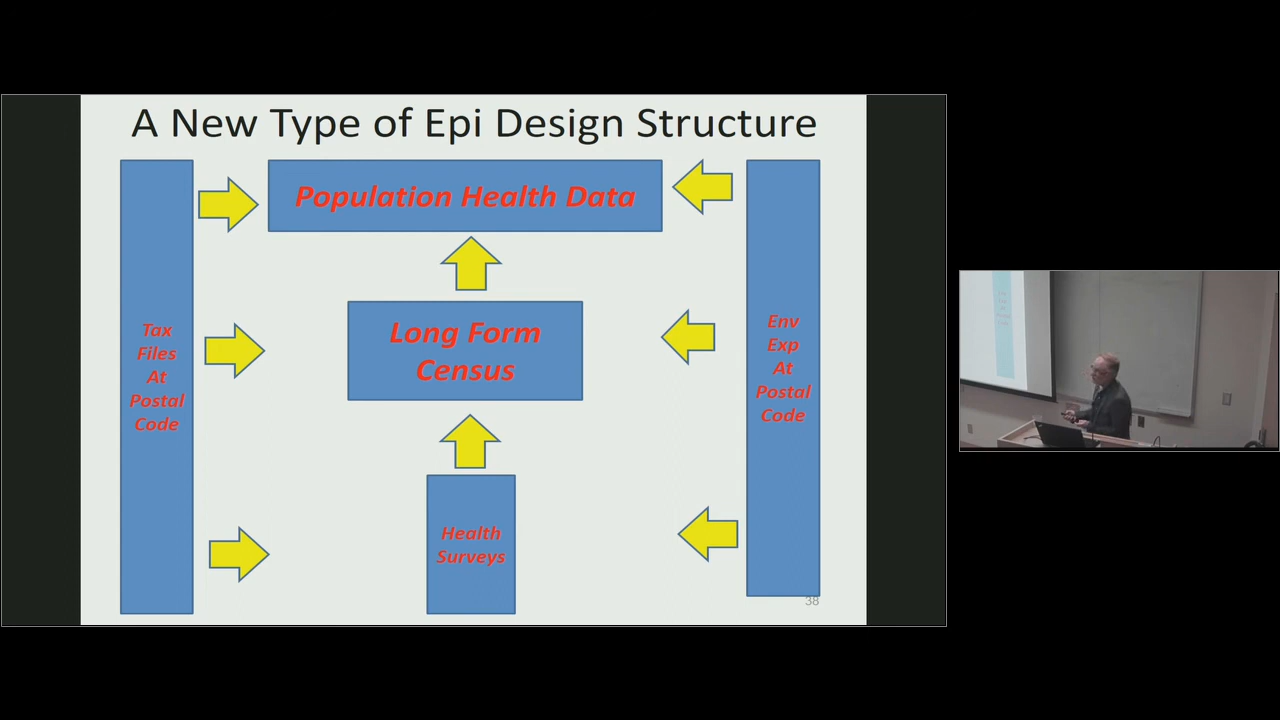 A New Type of Epi Design Structure
Population Health Data
Long Form
Census
Health
Surveys
Tax
Files
At
Postal
Code
Env
Exp
At
Postal
Code
38